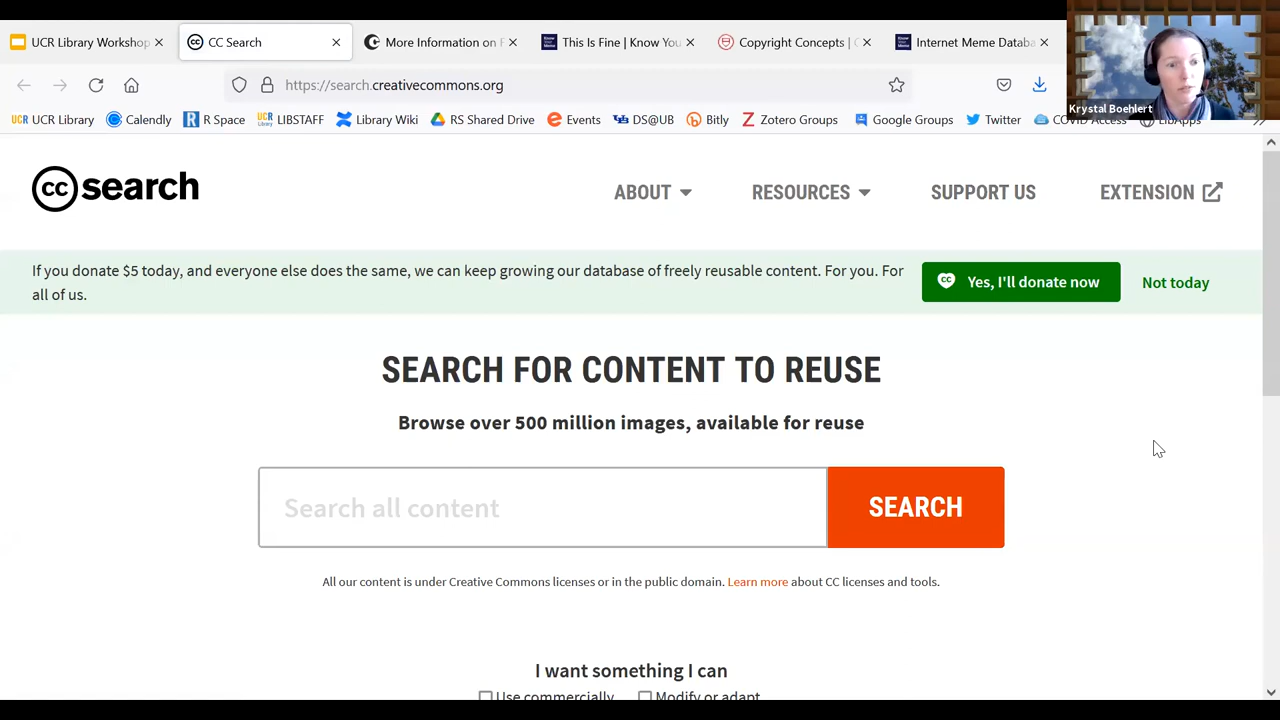 UCR Library Workshop
CC Search
More Information on F
This Is Fine | Know You
Copyright Concepts | C
Internet Meme Databa
https://search.creativecommons.org
Krystal Boehlert
UCR Library
Calendly
R Space
LIBSTAFF
Library Wiki
RS Shared Drive
Events
DS@UB
Bitly
Zotero Groups
Google Groups
Twitter
COVID Access
LibApps
cc search
ABOUT
RESOURCES
SUPPORT US
EXTENSION
If you donate $5 today, and everyone else does the same, we can keep growing our database of freely reusable content. For you. For
all of us.
Yes, I'll donate now
Not today
SEARCH FOR CONTENT TO REUSE
Browse over 500 million images, available for reuse
Search all content
SEARCH
All our content is under Creative Commons licenses or in the public domain. Learn more about CC licenses and tools.
I want something I can
Use commercially
Modify or adapt